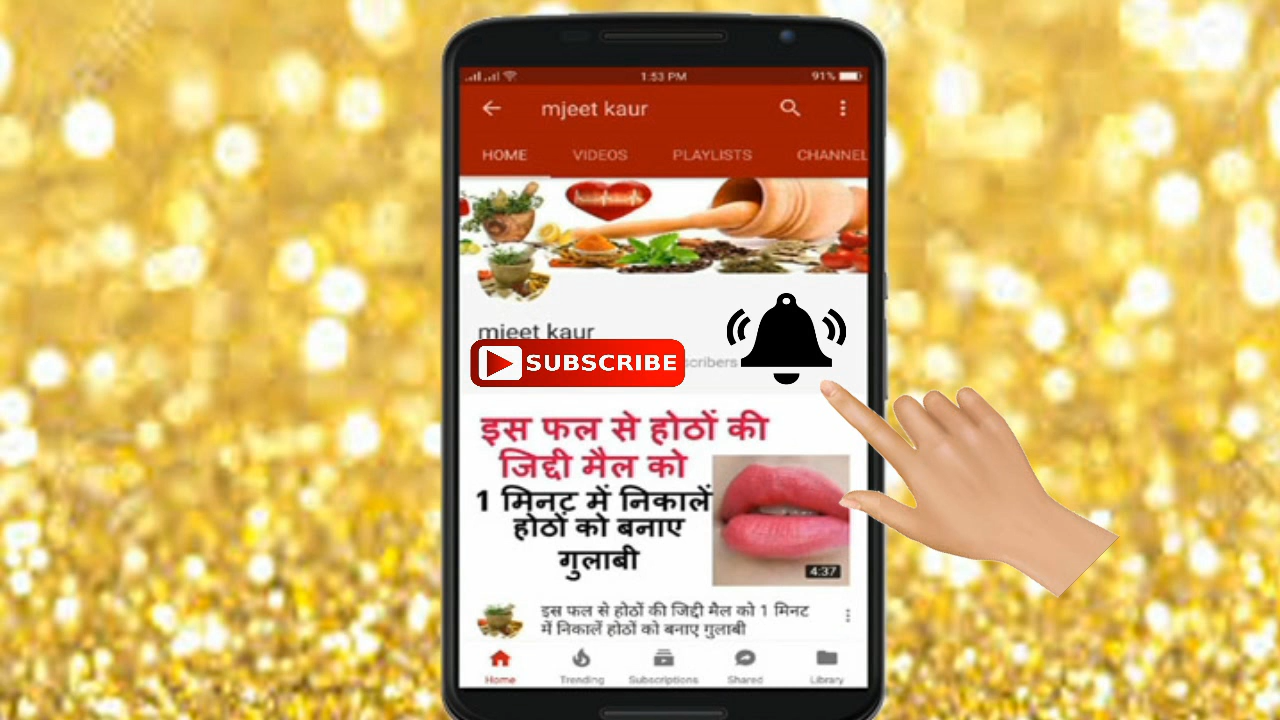 1:53 PM
91%
mjeet kaur
HOME VIDEOS PLAYLISTS CHANNEL
mjeet kaur
SUBSCRIBE
scribers
इस फल से होठों की
जिद्दी मैल को
1 मिनट में निकालें
होठों को बनाए
गुलाबी
4:37
इस फल से होठों की जिद्दी मैल को 1 मिनट
में निकालें होठों को बनाए गुलाबी
Home Trending Subscriptions Shared Library